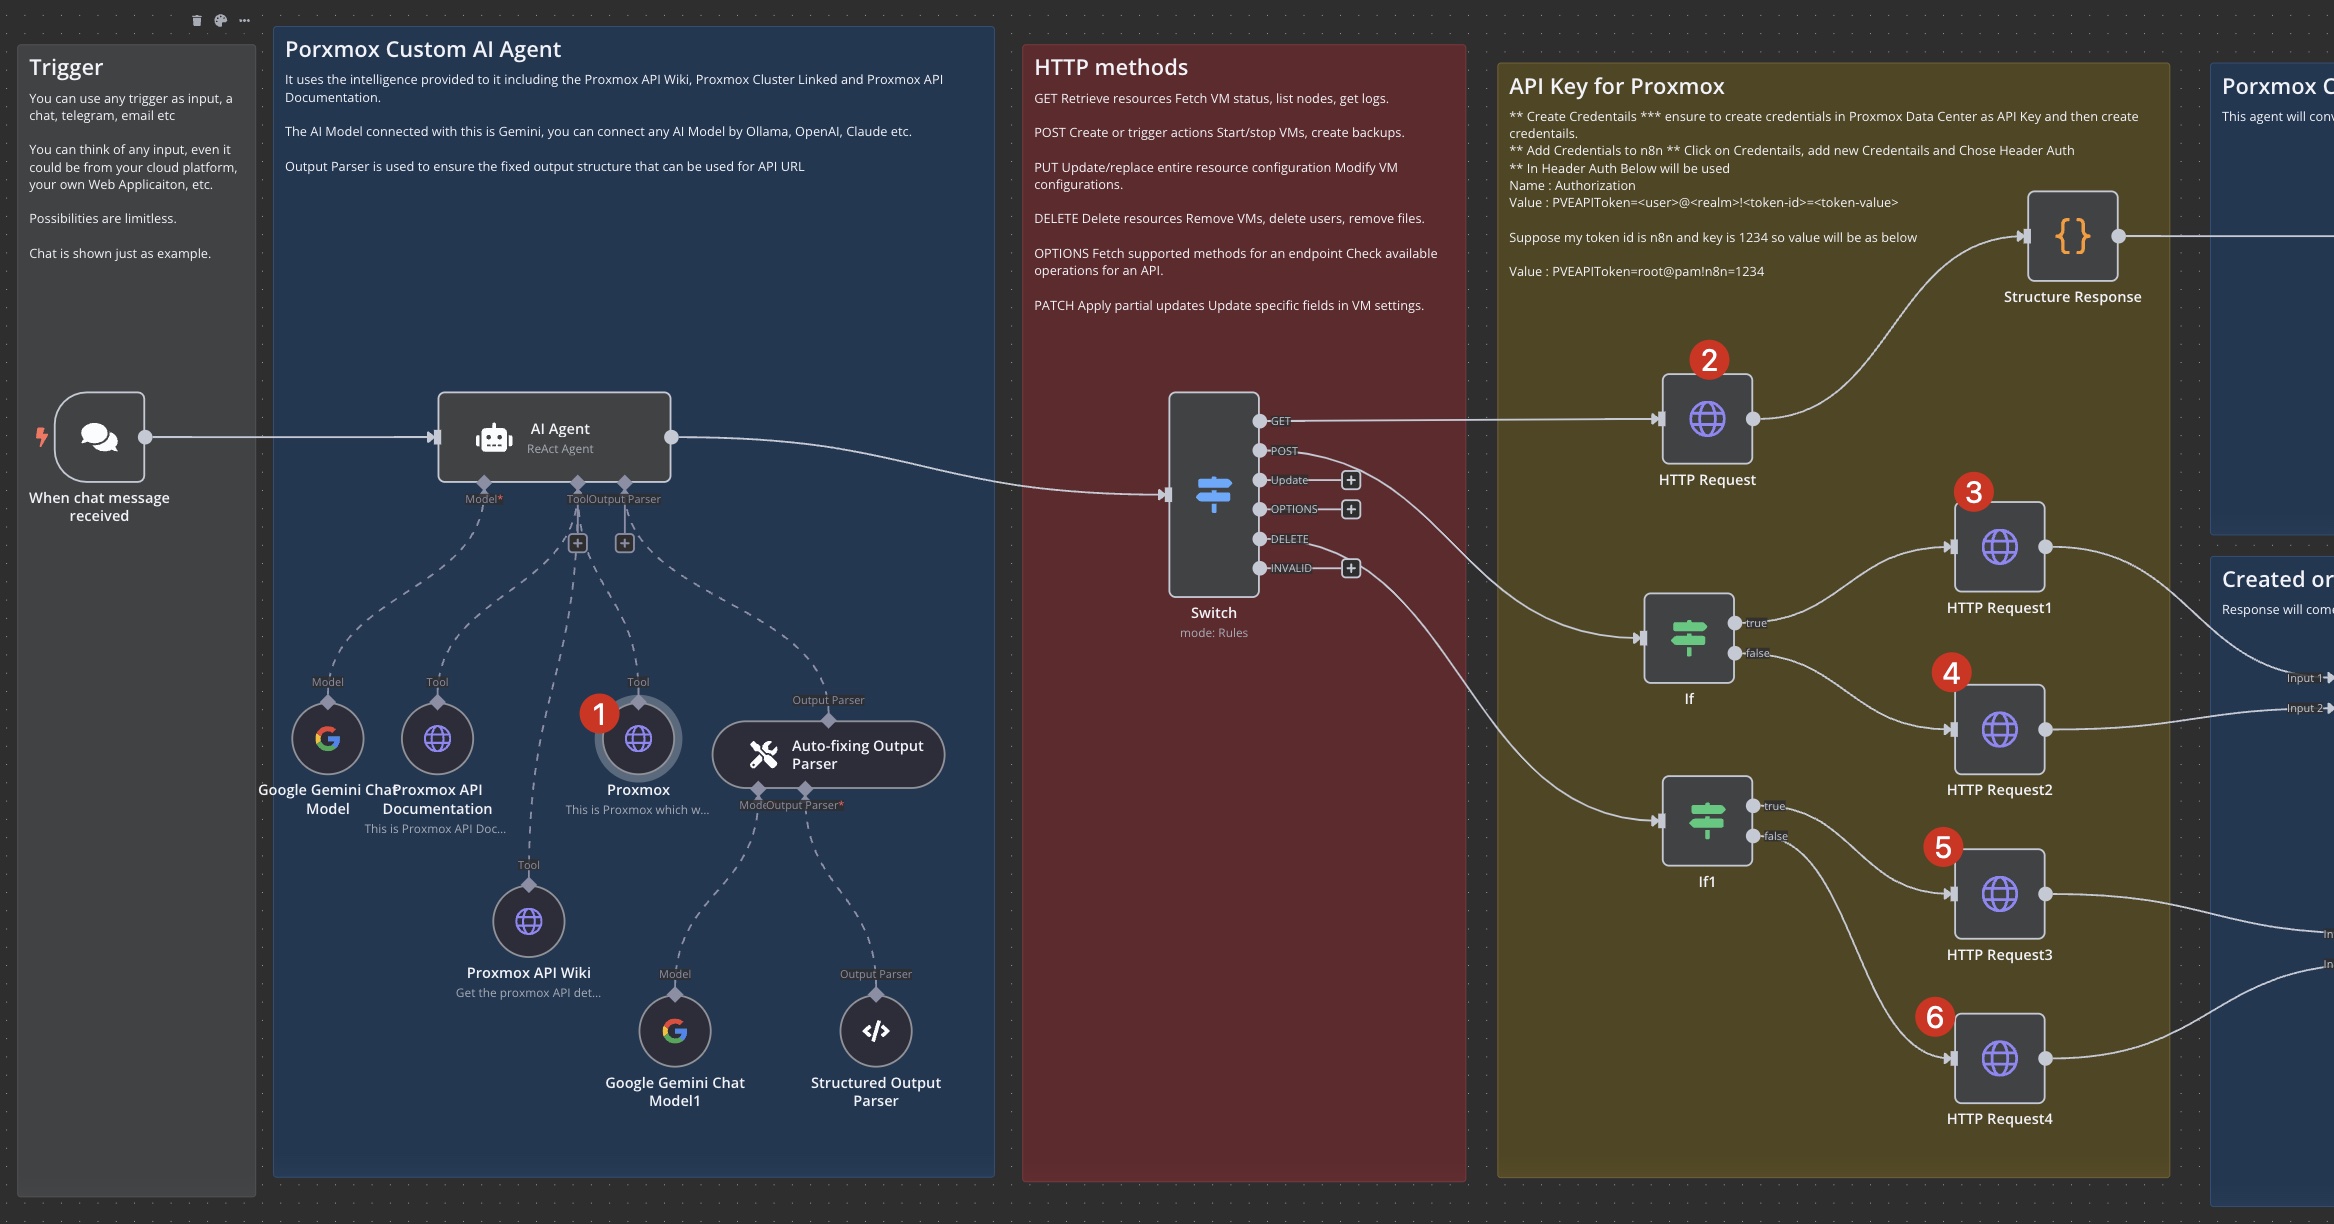 Trigger
You can use any trigger as input, a
chat, telegram, email etc
You can think of any input, even it
could be from your cloud platform,
your own Web Applicaiton, etc.
Possibilities are limitless.
Chat is shown just as example.
When chat message
received
Porxmox Custom AI Agent
It uses the intelligence provided to it including the Proxmox API Wiki, Proxmox Cluster Linked and Proxmox API
Documentation.
The AI Model connected with this is Gemini, you can connect any AI Model by Ollama, OpenAI, Claude etc.
Output Parser is used to ensure the fixed output structure that can be used for API URL
AI Agent
ReAct Agent
Model*
Tool
Output Parser
Model
Tool
Tool
Output Parser
1
Google Gemini Chat
Model
Proxmox API
Documentation
This is Proxmox API Doc...
Proxmox
This is Proxmox which w...
Auto-fixing Output
Parser
Output Parser*
Tool
Proxmox API Wiki
Get the proxmox API det...
Model
Output Parser
Google Gemini Chat
Model1
Structured Output
Parser
HTTP methods
GET Retrieve resources Fetch VM status, list nodes, get logs.
POST Create or trigger actions Start/stop VMs, create backups.
PUT Update/replace entire resource configuration Modify VM
configurations.
DELETE Delete resources Remove VMs, delete users, remove files.
OPTIONS Fetch supported methods for an endpoint Check available
operations for an API.
PATCH Apply partial updates Update specific fields in VM settings.
GET
POST
Update
OPTIONS
DELETE
INVALID
Switch
mode: Rules
API Key for Proxmox
** Create Credentails *** ensure to create credentials in Proxmox Data Center as API Key and then create
credentails.
** Add Credentials to n8n ** Click on Credentails, add new Credentails and Chose Header Auth
** In Header Auth Below will be used
Name : Authorization
Value : PVEAPIToken=<user>@<realm>!<token-id>=<token-value>
Suppose my token id is n8n and key is 1234 so value will be as below
Value : PVEAPIToken=root@pam!n8n=1234
Structure Response
2
HTTP Request
3
HTTP Request1
true
false
If
4
HTTP Request2
true
false
If1
5
HTTP Request3
6
HTTP Request4
Porxmox C
This agent will conv
Created or
Response will come
Input 1
Input 2
In
In